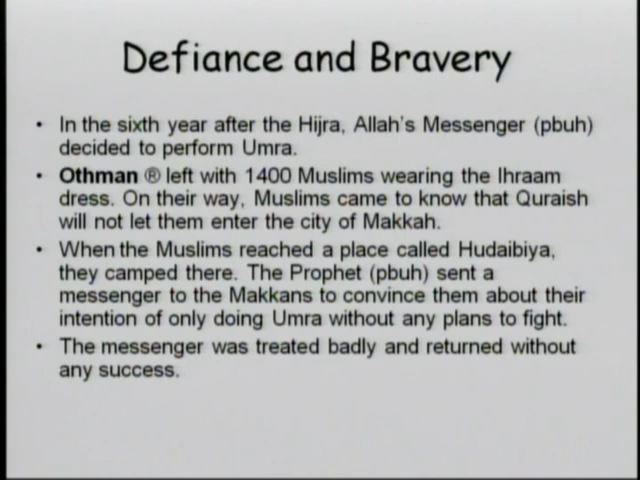 Defiance and Bravery
• In the sixth year after the Hijra, Allah's Messenger (pbuh)
decided to perform Umra.
• Othman ® left with 1400 Muslims wearing the Ihraam
dress. On their way, Muslims came to know that Quraish
will not let them enter the city of Makkah.
• When the Muslims reached a place called Hudaibiya,
they camped there. The Prophet (pbuh) sent a
messenger to the Makkans to convince them about their
intention of only doing Umra without any plans to fight.
• The messenger was treated badly and returned without
any success.